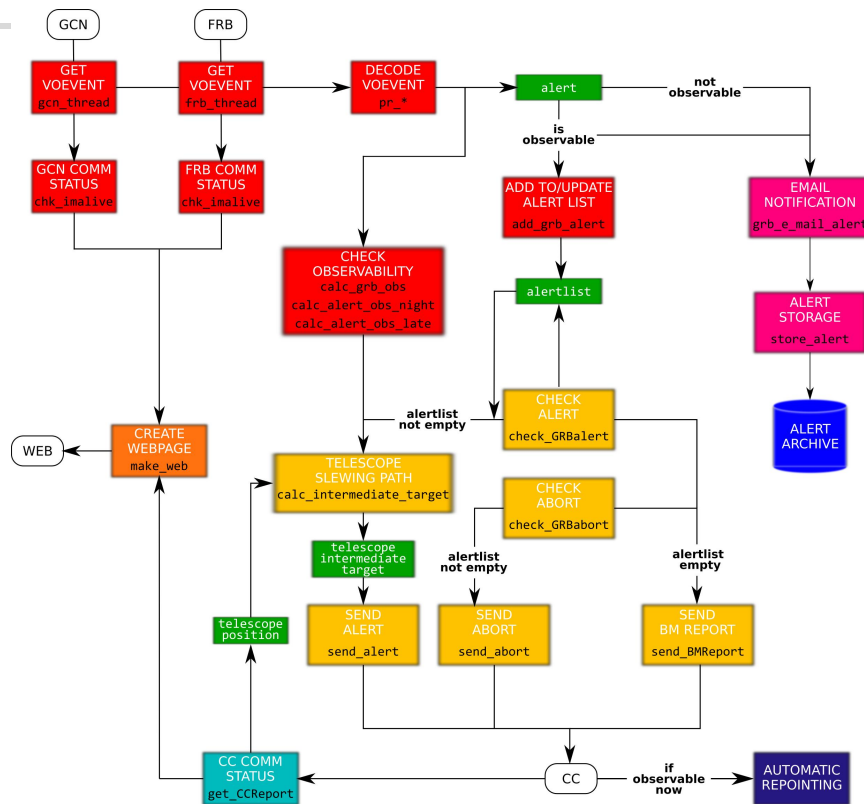 GCN
FRB
GET
VOEVENT
gcn_thread
GET
VOEVENT
frb_thread
DECODE
VOEVENT
pr_*
alert
not
observable
is
observable
GCN COMM
STATUS
chk_imalive
FRB COMM
STATUS
chk_imalive
ADD TO/UPDATE
ALERT LIST
add_grb_alert
EMAIL
NOTIFICATION
grb_e_mail_alert
CHECK
OBSERVABILITY
calc_grb_obs
calc_alert_obs_night
calc_alert_obs_late
alertlist
ALERT
STORAGE
store_alert
CHECK
ALERT
check_GRBalert
alertlist
not empty
ALERT
ARCHIVE
WEB
CREATE
WEBPAGE
make_web
TELESCOPE
SLEWING PATH
calc_intermediate_target
CHECK
ABORT
check_GRBabort
telescope
intermediate
target
alertlist
not empty
alertlist
empty
telescope
position
SEND
ALERT
send_alert
SEND
ABORT
send_abort
SEND
BM REPORT
send_BMReport
CC COMM
STATUS
get_CCReport
CC
if
observable
now
AUTOMATIC
REPOINTING